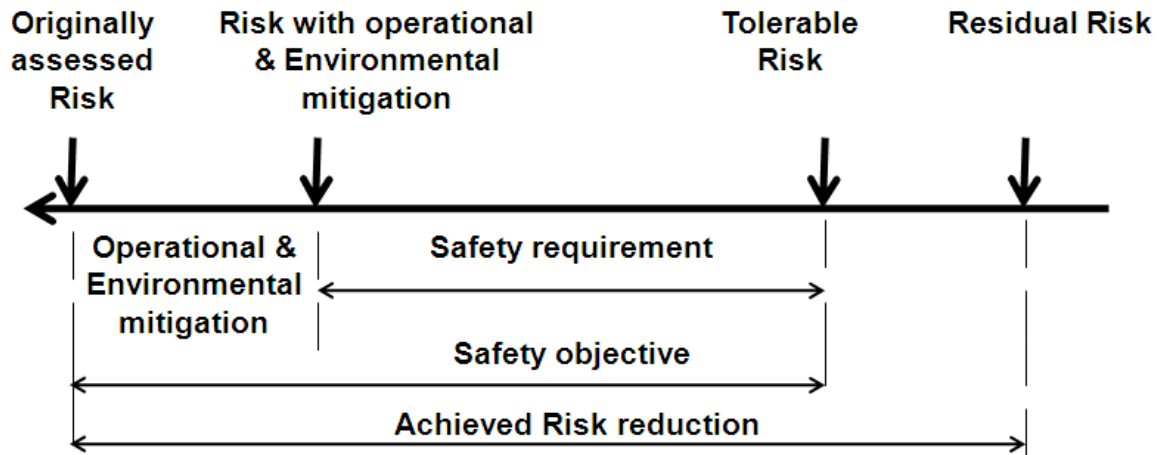 Originally
assessed
Risk
Risk with operational
& Environmental
mitigation
Tolerable
Risk
Residual Risk
Operational &
Environmental
mitigation
Safety requirement
Safety objective
Achieved Risk reduction